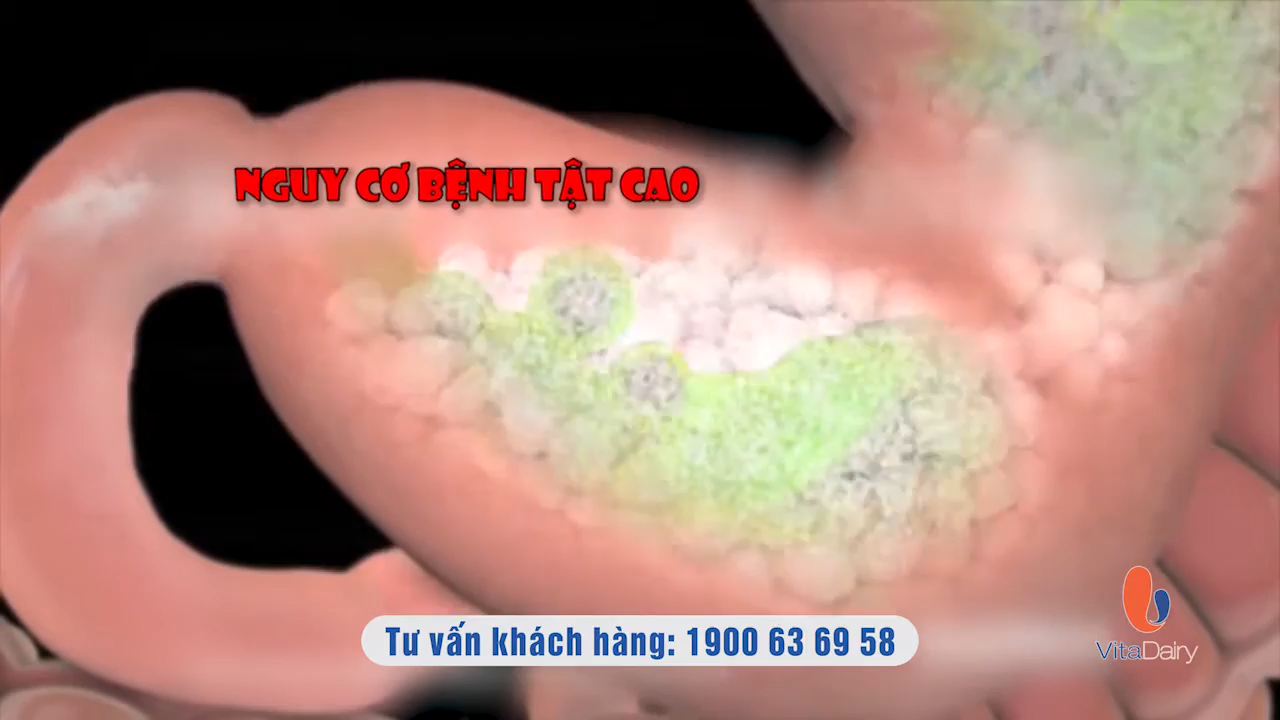 NGUY CƠ BỆNH TẬT CAO
Tư vấn khách hàng: 1900 63 69 58
VitaDairy